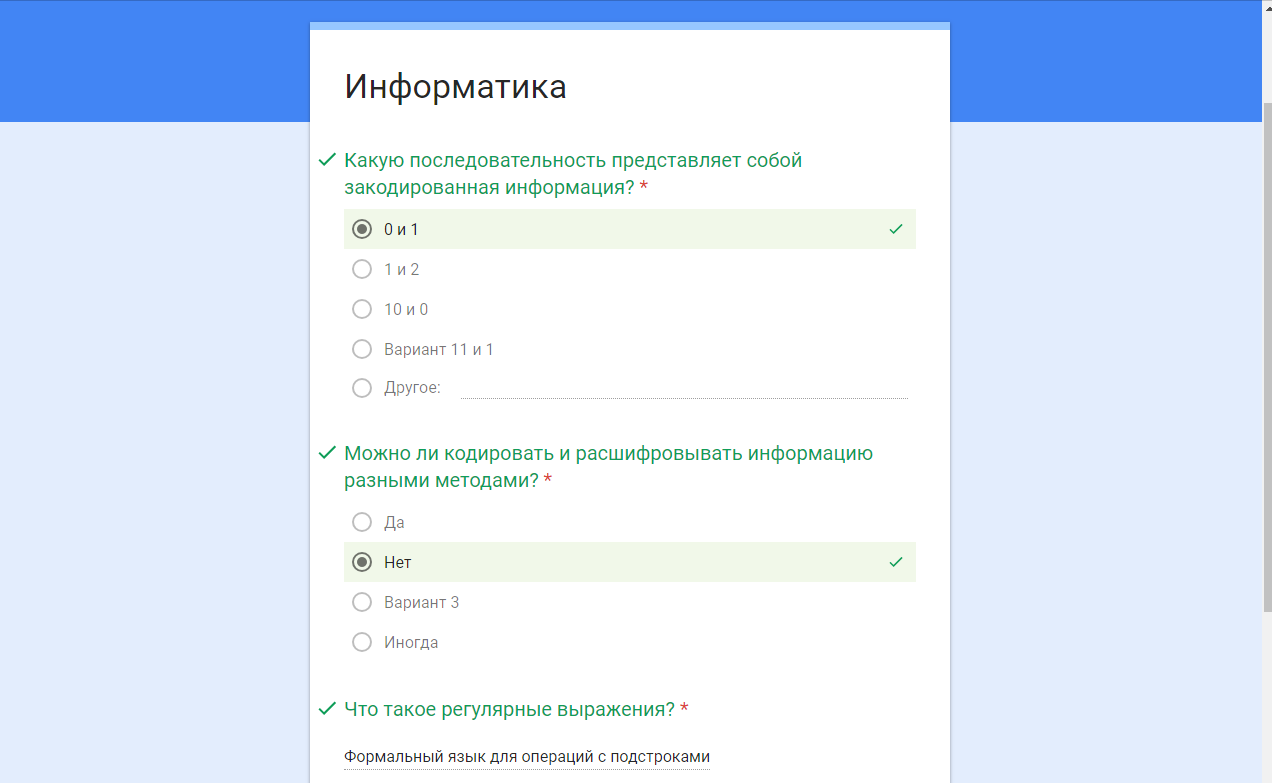 Информатика
Какую последовательность представляет собой
закодированная информация? *
0 и 1
1 и 2
10 и 0
Вариант 11 и 1
Другое:
Можно ли кодировать и расшифровывать информацию
разными методами? *
Да
Нет
Вариант 3
Иногда
Что такое регулярные выражения? *
Формальный язык для операций с подстроками